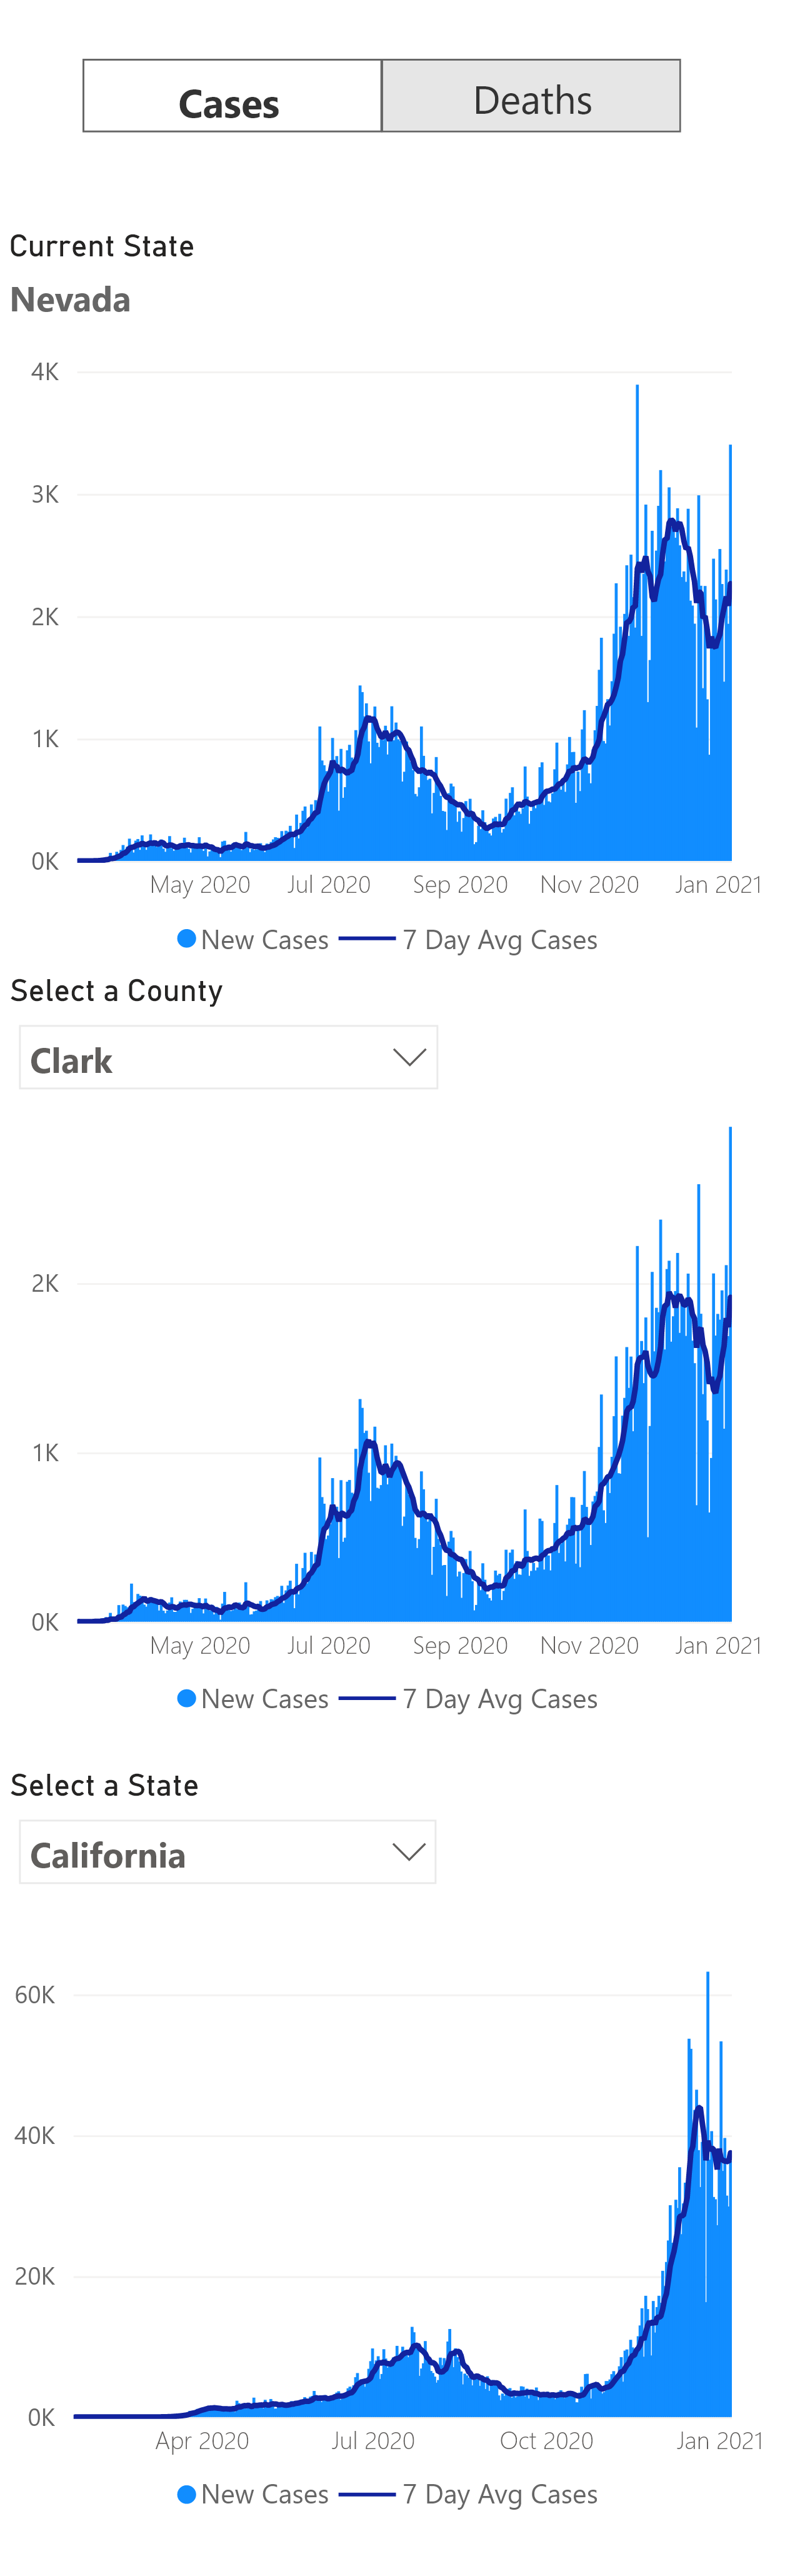 Cases Deaths
Current State
Nevada
4K
3K
2K
1K
0K
May 2020 Jul 2020 Sep 2020 Nov 2020 Jan 2021
New Cases 7 Day Avg Cases
Select a County
Clark
2K
1K
0K
May 2020 Jul 2020 Sep 2020 Nov 2020 Jan 2021
New Cases 7 Day Avg Cases
Select a State
California
60K
40K
20K
0K
Apr 2020 Jul 2020 Oct 2020 Jan 2021
New Cases 7 Day Avg Cases